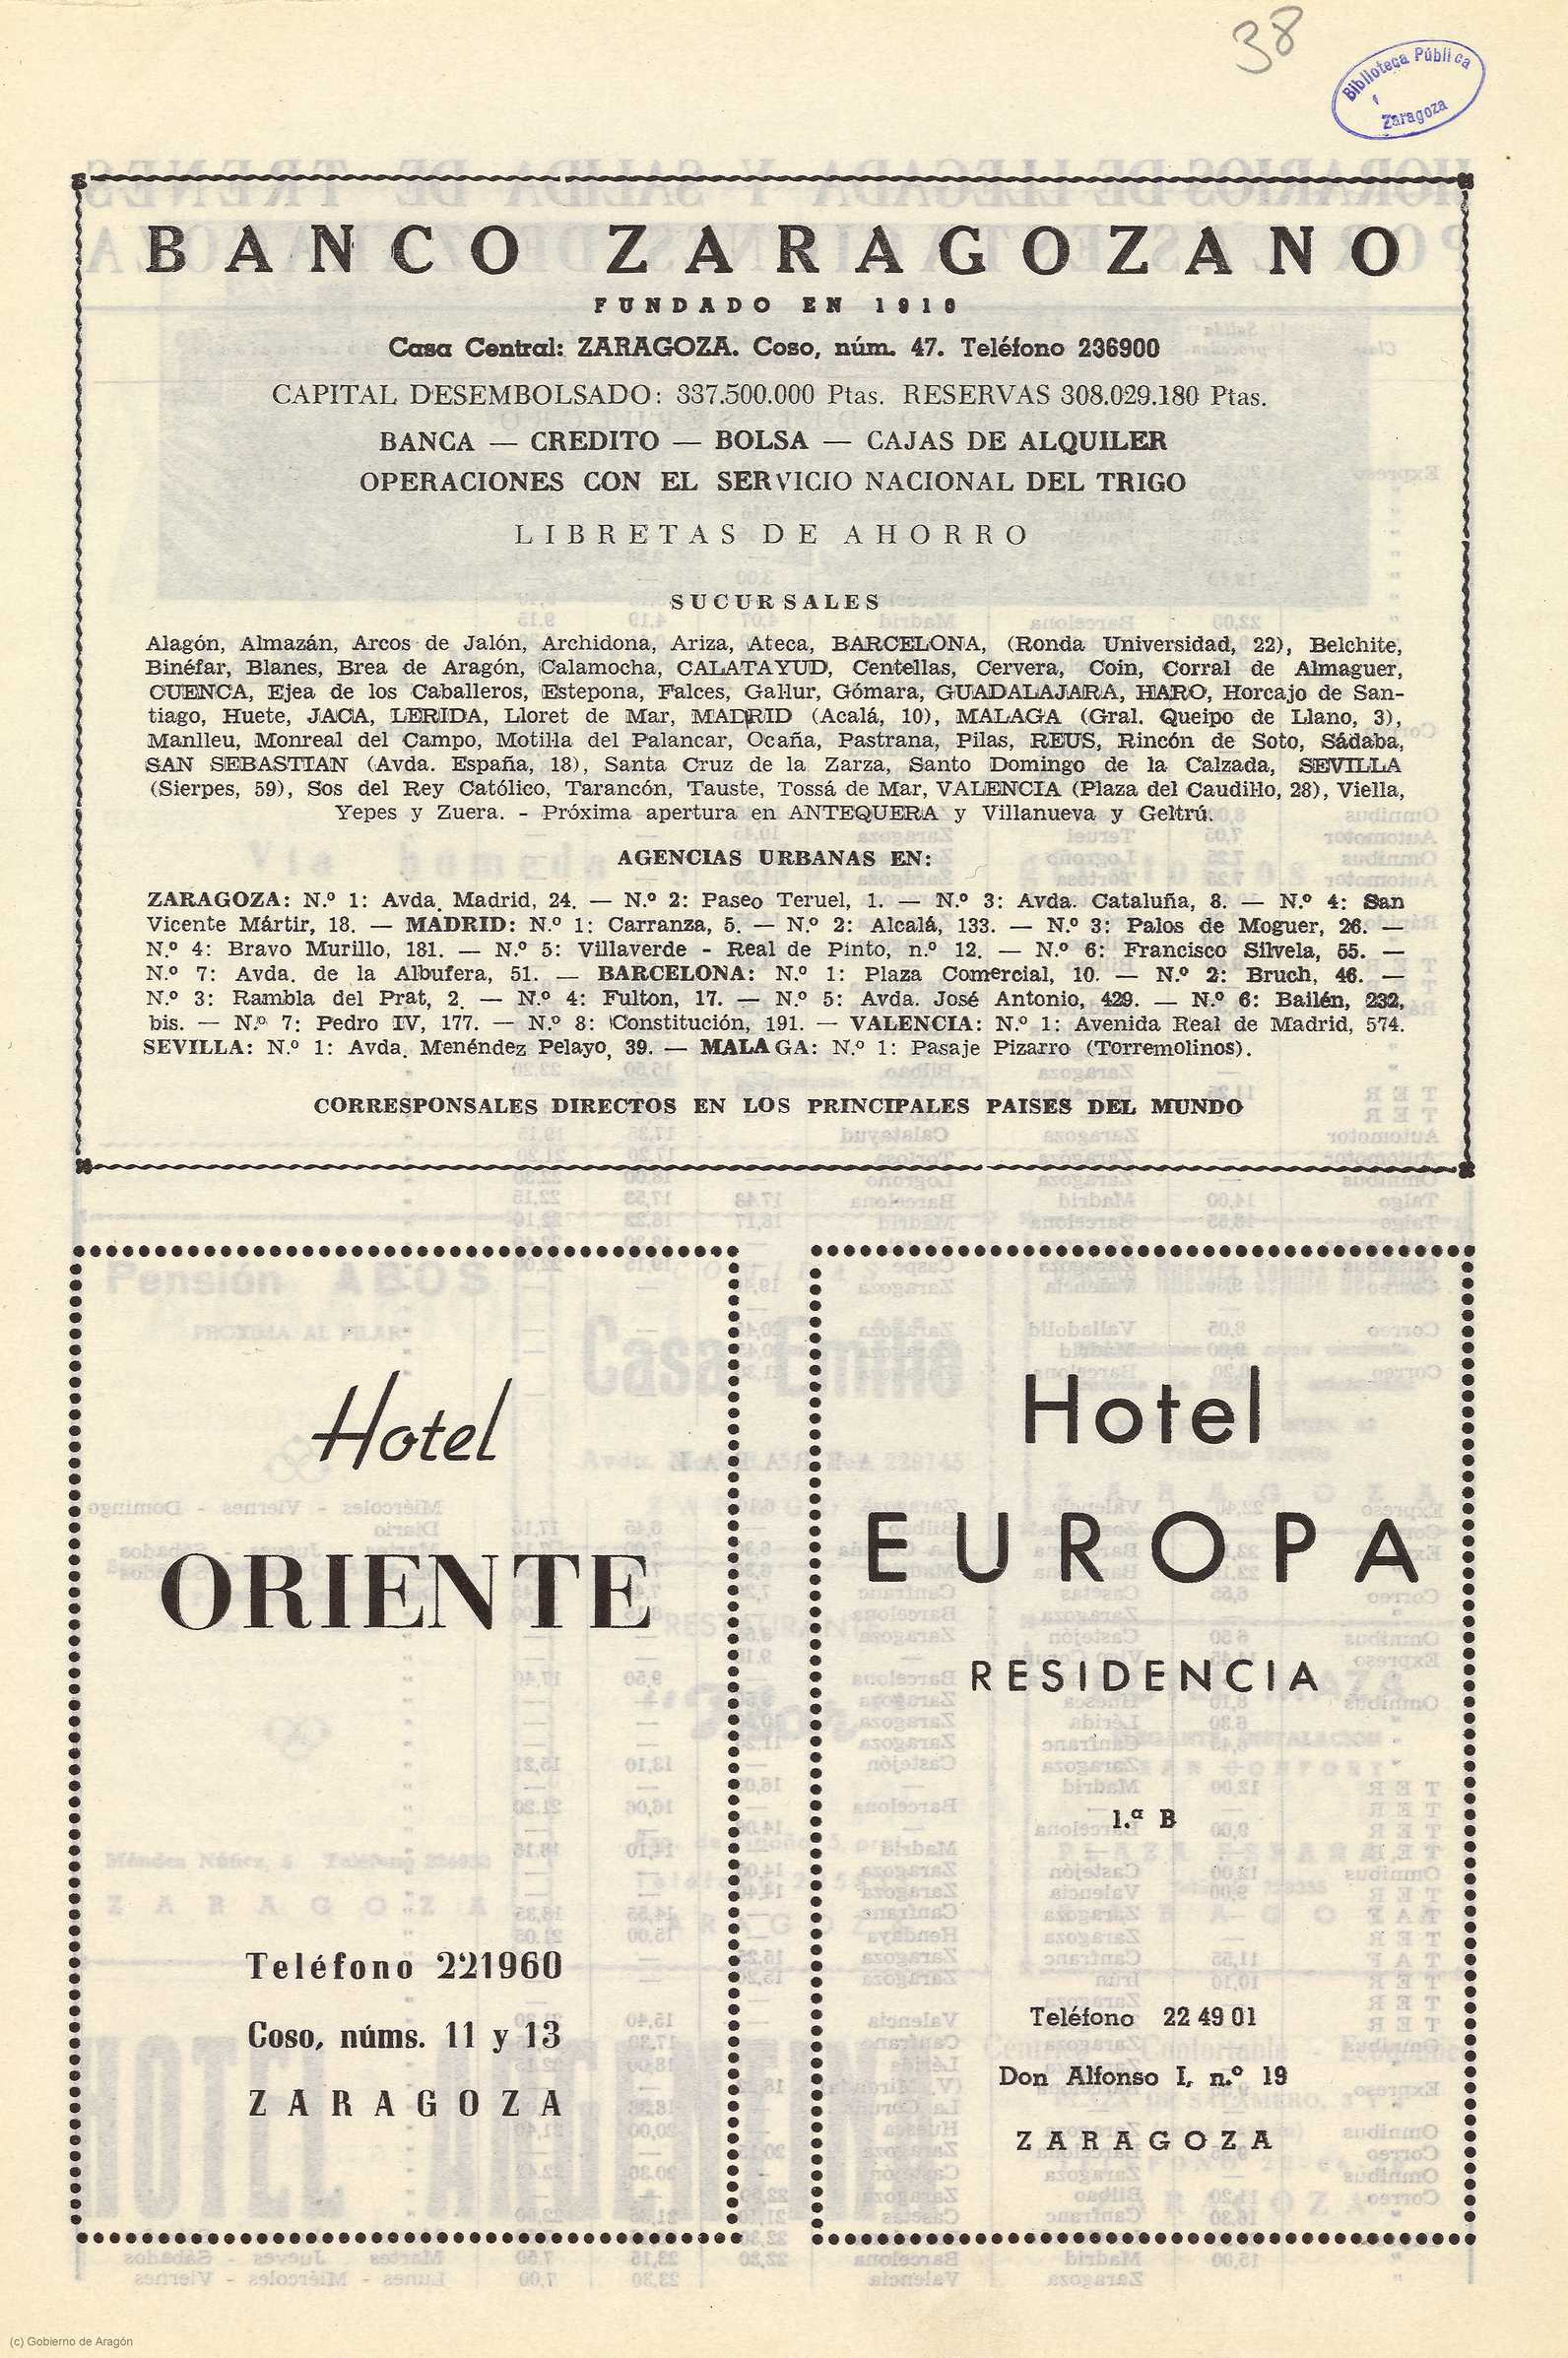 38
Biblioteca Pública
Zaragoza
BANCO ZARAGOZANO
FUNDADO EN 1910
Casa Central: ZARAGOZA. Coso, núm. 47. Teléfono 236900
CAPITAL DESEMBOLSADO: 337.500.000 Ptas. RESERVAS 308.029.180 Ptas.
BANCA — CREDITO — BOLSA — CAJAS DE ALQUILER
OPERACIONES CON EL SERVICIO NACIONAL DEL TRIGO
LIBRETAS DE AHORRO
SUCURSALES
Alagón, Almazán, Arcos de Jalón, Archidona, Ariza, Ateca, BARCELONA, (Ronda Universidad, 22), Belchite,
Binéfar, Blanes, Brea de Aragón, Calamocha, CALATAYUD, Centellas, Cervera, Coin, Corral de Almaguer,
CUENCA, Ejea de los Caballeros, Estepona, Falces, Gallur, Gómara, GUADALAJARA, HARO, Horcajo de San-
tiago, Huete, JACA, LERIDA, Lloret de Mar, MADRID (Acalá, 10), MALAGA (Gral. Queipo de Llano, 3),
Manlleu, Monreal del Campo, Motilla del Palancar, Ocaña, Pastrana, Pilas, REUS, Rincón de Soto, Sádaba,
SAN SEBASTIAN (Avda. España, 18), Santa Cruz de la Zarza, Santo Domingo de la Calzada, SEVILLA
(Sierpes, 59), Sos del Rey Católico, Tarancón, Tauste, Tossá de Mar, VALENCIA (Plaza del Caudillo, 28), Viella,
Yepes y Zuera. - Próxima apertura en ANTEQUERA y Villanueva y Geltrú.
AGENCIAS URBANAS EN:
ZARAGOZA: N.º 1: Avda. Madrid, 24. — N.º 2: Paseo Teruel, 1. — N.º 3: Avda. Cataluña, 8. — N.º 4: San
Vicente Mártir, 18. — MADRID: N.º 1: Carranza, 5. — N.º 2: Alcalá, 133. — N.º 3: Palos de Moguer, 26. —
N.º 4: Bravo Murillo, 181. — N.º 5: Villaverde - Real de Pinto, n.º 12. — N.º 6: Francisco Silvela, 55. —
N.º 7: Avda. de la Albufera, 51. — BARCELONA: N.º 1: Plaza Comercial, 10. — N.º 2: Bruch, 46. —
N.º 3: Rambla del Prat, 2. — N.º 4: Fulton, 17. — N.º 5: Avda. José Antonio, 429. — N.º 6: Bailén, 232,
bis. — N.º 7: Pedro IV, 177. — N.º 8: Constitución, 191. — VALENCIA: N.º 1: Avenida Real de Madrid, 574.
SEVILLA: N.º 1: Avda. Menéndez Pelayo, 39. — MALAGA: N.º 1: Pasaje Pizarro (Torremolinos).
CORRESPONSALES DIRECTOS EN LOS PRINCIPALES PAISES DEL MUNDO
Hotel
ORIENTE
Teléfono 221960
Coso, núms. 11 y 13
ZARAGOZA
Hotel
EUROPA
RESIDENCIA
1.ª B
Teléfono 22 49 01
Don Alfonso I, n.º 19
ZARAGOZA
(c) Gobierno de Aragón